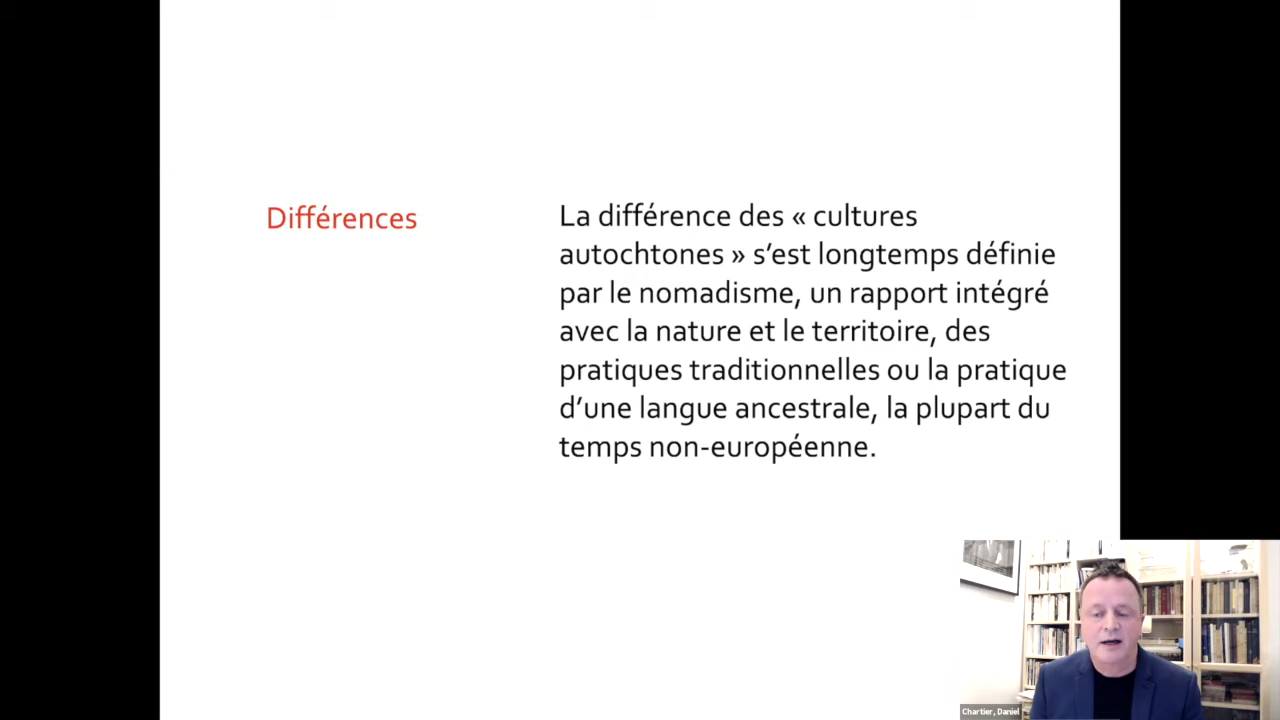 Différences
La différence des « cultures
autochtones » s’est longtemps définie
par le nomadisme, un rapport intégré
avec la nature et le territoire, des
pratiques traditionnelles ou la pratique
d’une langue ancestrale, la plupart du
temps non-européenne.
Chartier, Daniel